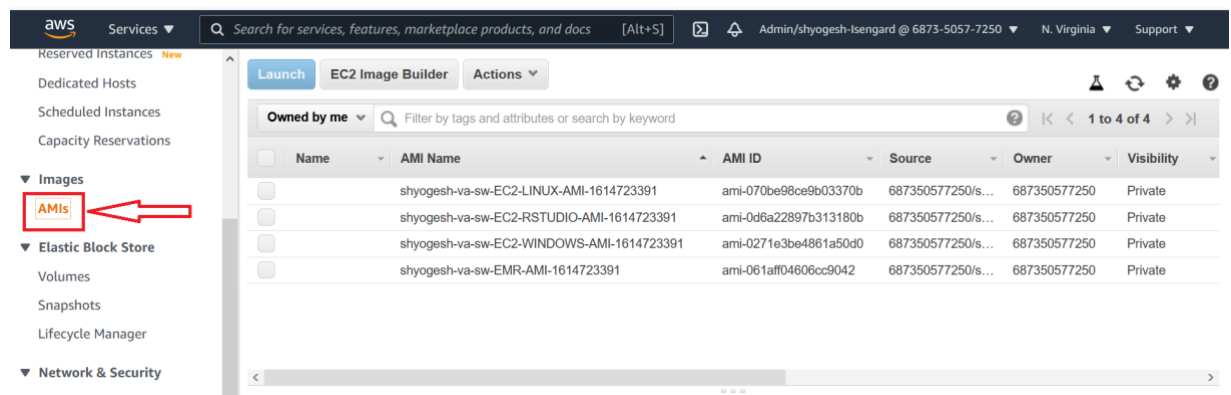 aws Services ▼ Search for services, features, marketplace products, and docs [Alt+S] Admin/shyogesh-Isengard @ 6873-5057-7250 ▼ N. Virginia ▼ Support ▼
Reserved Instances New
Dedicated Hosts
Scheduled Instances
Capacity Reservations
▼ Images
AMIs
▼ Elastic Block Store
Volumes
Snapshots
Lifecycle Manager
▼ Network & Security
Launch EC2 Image Builder Actions
Owned by me Filter by tags and attributes or search by keyword 1 to 4 of 4
Name AMI Name AMI ID Source Owner Visibility
shyogesh-va-sw-EC2-LINUX-AMI-1614723391 ami-070be98ce9b03370b 687350577250/s... 687350577250 Private
shyogesh-va-sw-EC2-RSTUDIO-AMI-1614723391 ami-0d6a22897b313180b 687350577250/s... 687350577250 Private
shyogesh-va-sw-EC2-WINDOWS-AMI-1614723391 ami-0271e3be4861a50d0 687350577250/s... 687350577250 Private
shyogesh-va-sw-EMR-AMI-1614723391 ami-061aff04606cc9042 687350577250/s... 687350577250 Private